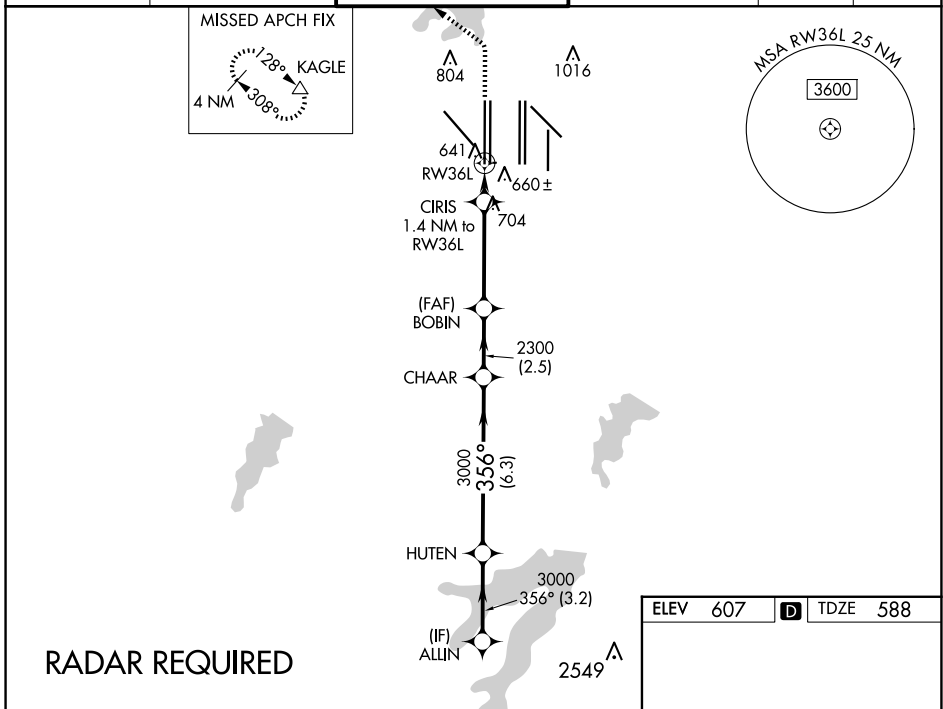 MISSED APCH FIX
128°
KAGLE
4 NM
308°
804
1016
MSA RW36L 25 NM
3600
641
RW36L
660 ±
CIRIS
1.4 NM to
RW36L
704
(FAF)
BOBIN
2300
(2.5)
CHAAR
3000
356°
(6.3)
HUTEN
3000
356° (3.2)
(IF)
ALLIN
2549
RADAR REQUIRED
ELEV 607 D TDZE 588